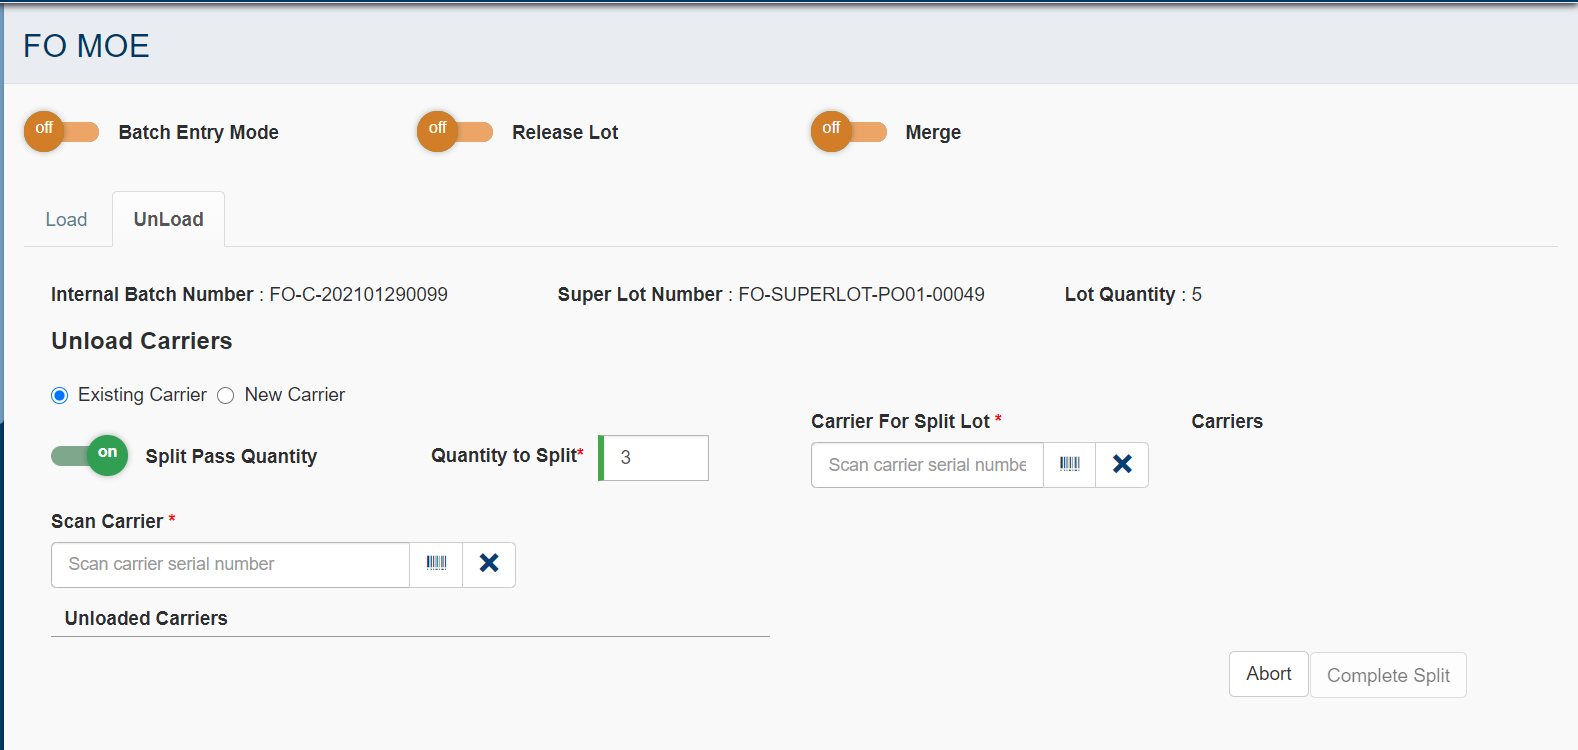 FO MOE
off Batch Entry Mode off Release Lot off Merge
Load UnLoad
Internal Batch Number : FO-C-202101290099 Super Lot Number : FO-SUPERLOT-PO01-00049 Lot Quantity : 5
Unload Carriers
Existing Carrier New Carrier
Carrier For Split Lot * Carriers
on Split Pass Quantity Quantity to Split* 3
Scan carrier serial numbe
Scan Carrier *
Scan carrier serial number
Unloaded Carriers
Abort Complete Split